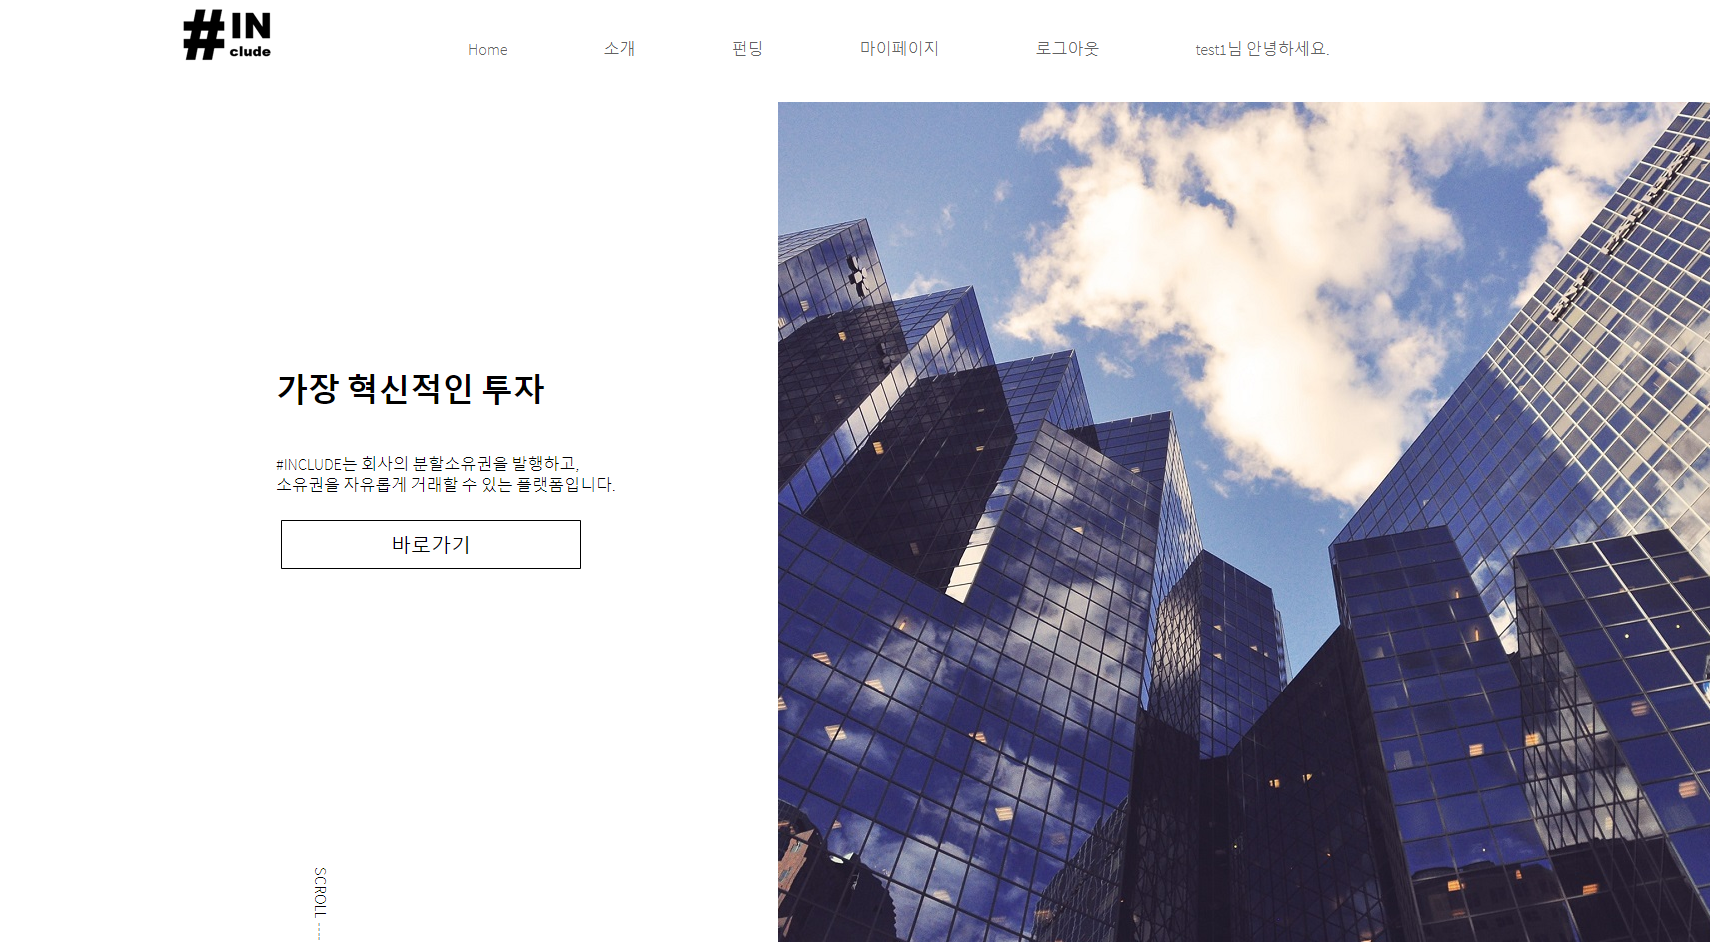 #IN
clude
Home 소개 펀딩 마이페이지 로그아웃 test1님 안녕하세요.
가장 혁신적인 투자
#INCLUDE는 회사의 분할소유권을 발행하고,
소유권을 자유롭게 거래할 수 있는 플랫폼입니다.
바로가기
SCROLL ----